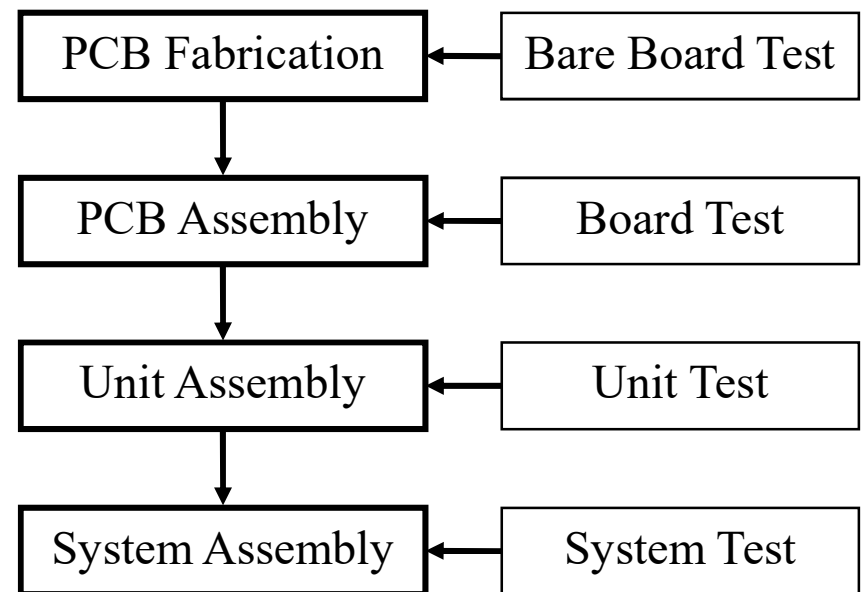 PCB Fabrication
Bare Board Test
PCB Assembly
Board Test
Unit Assembly
Unit Test
System Assembly
System Test